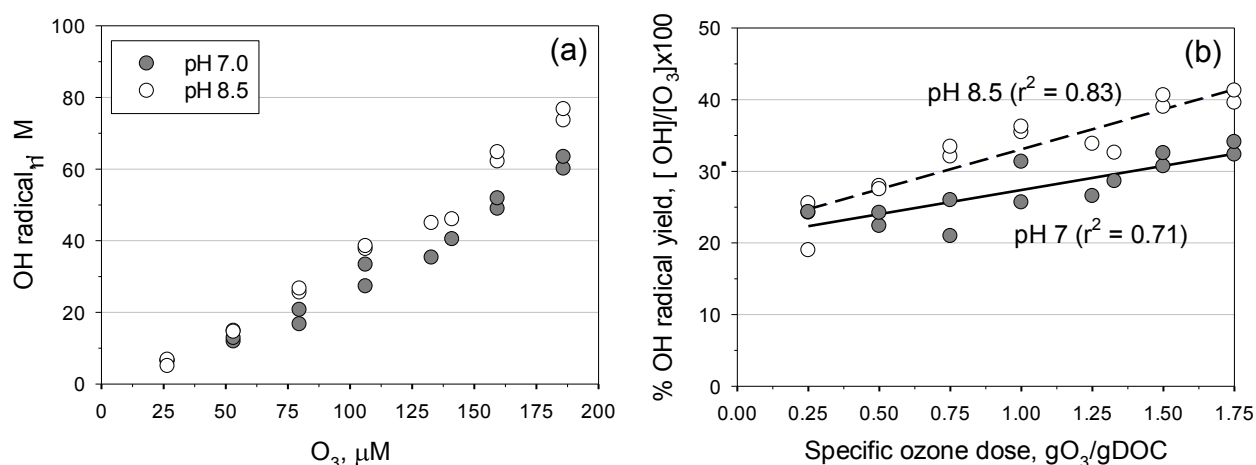 (a)
pH 7.0
pH 8.5
100
80
60
40
20
0
OH radical, M
0 25 50 75 100 125 150 175 200
O₃, μM
(b)
50
40
30
20
10
0
% OH radical yield, [ OH]/[O₃]x100
pH 8.5 (r² = 0.83)
pH 7 (r² = 0.71)
0.00 0.25 0.50 0.75 1.00 1.25 1.50 1.75
Specific ozone dose, gO₃/gDOC